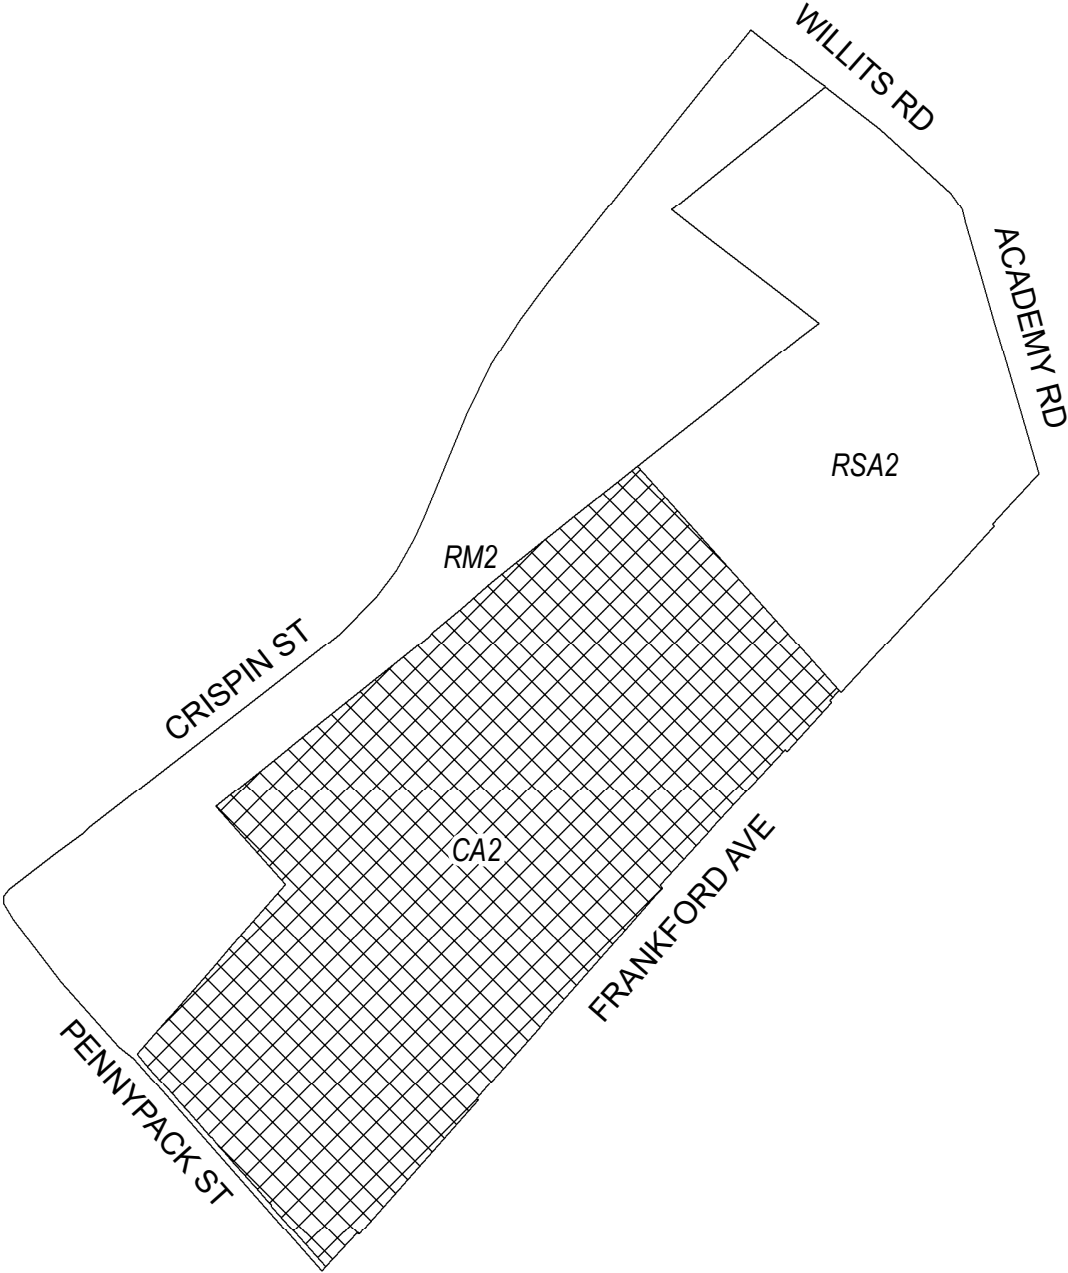 WILLITS RD
ACADEMY RD
RSA2
RM2
CRISPIN ST
CA2
FRANKFORD AVE
PENNYPACK ST